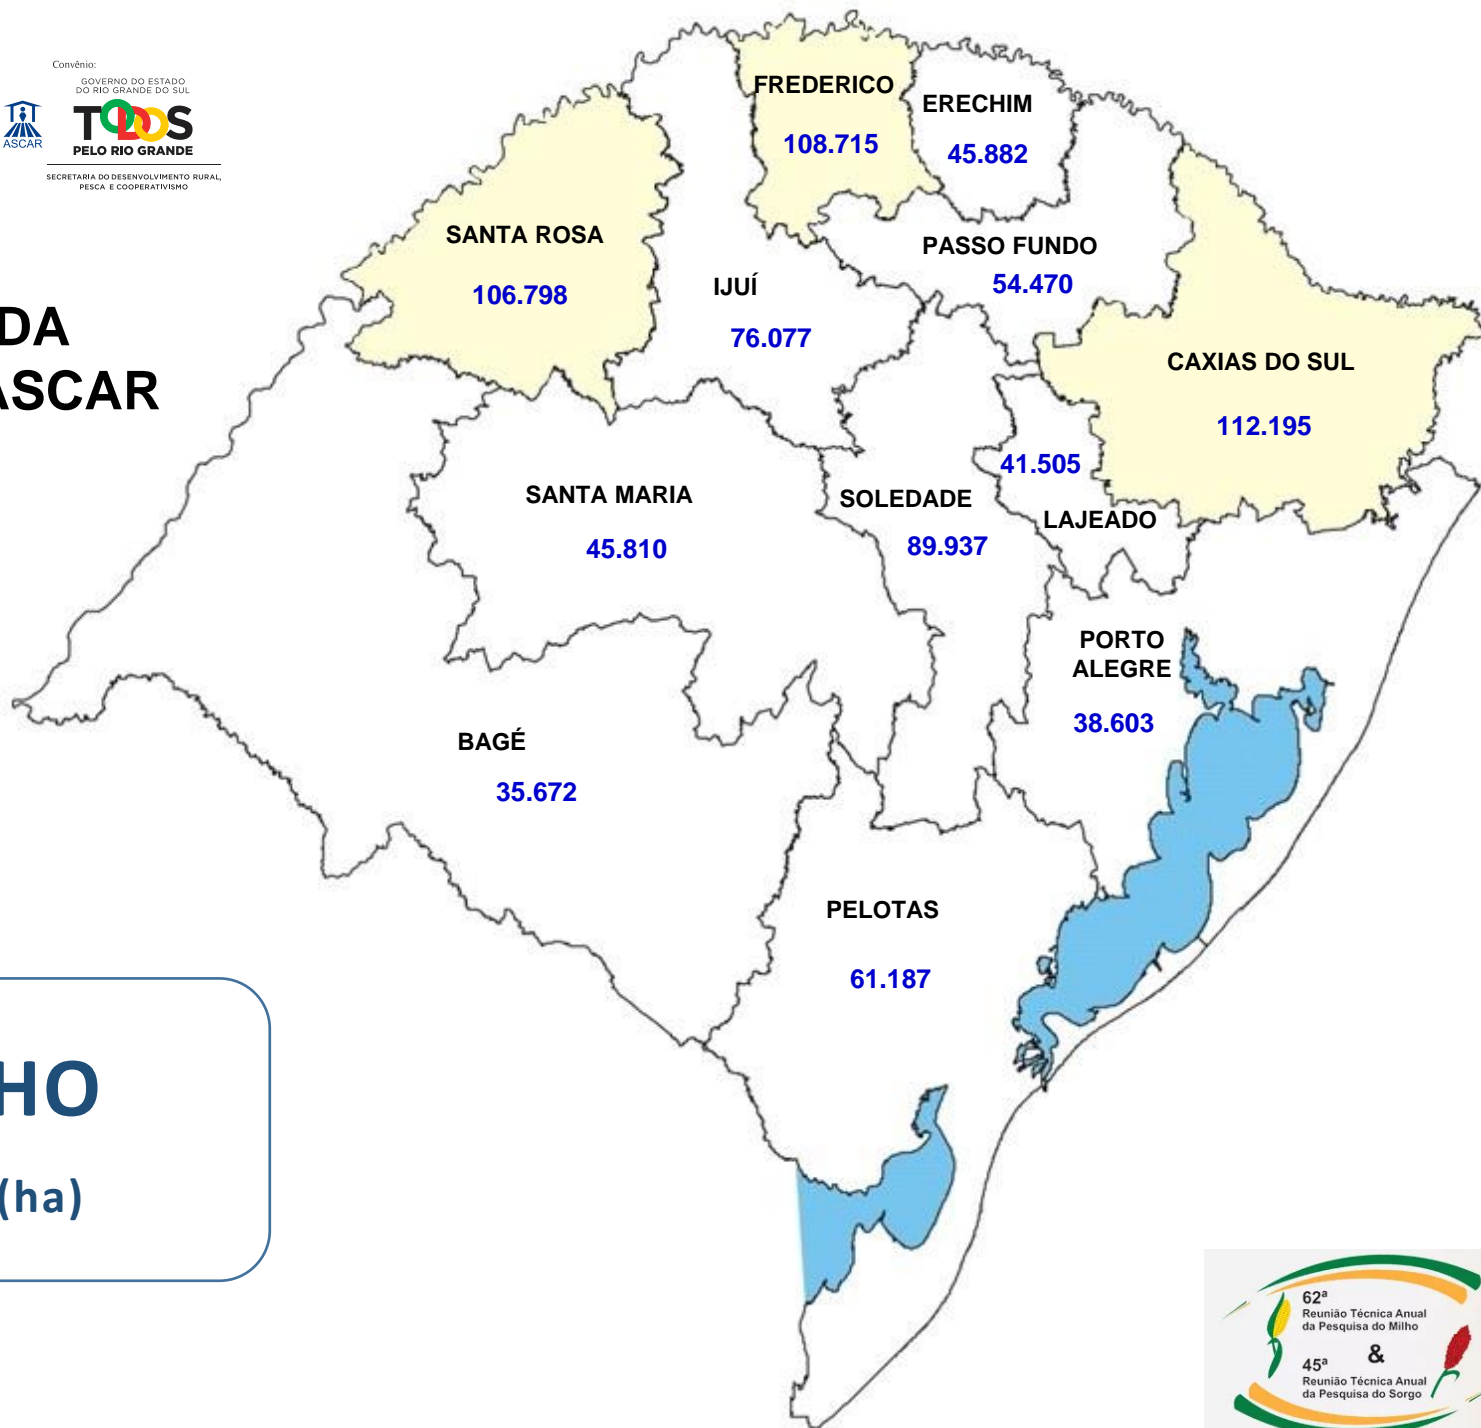 Convênio:
GOVERNO DO ESTADO
DO RIO GRANDE DO SUL
TODOS
PELO RIO GRANDE
ASCAR
SECRETARIA DO DESENVOLVIMENTO RURAL,
PESCA E COOPERATIVISMO
DA
ASCAR
FREDERICO
108.715
ERECHIM
45.882
SANTA ROSA
106.798
PASSO FUNDO
54.470
IJUÍ
76.077
CAXIAS DO SUL
112.195
41.505
LAJEADO
SANTA MARIA
45.810
SOLEDADE
89.937
PORTO
ALEGRE
38.603
BAGÉ
35.672
PELOTAS
61.187
HO
(ha)
62ª
Reunião Técnica Anual
da Pesquisa do Milho
&
45ª
Reunião Técnica Anual
da Pesquisa do Sorgo